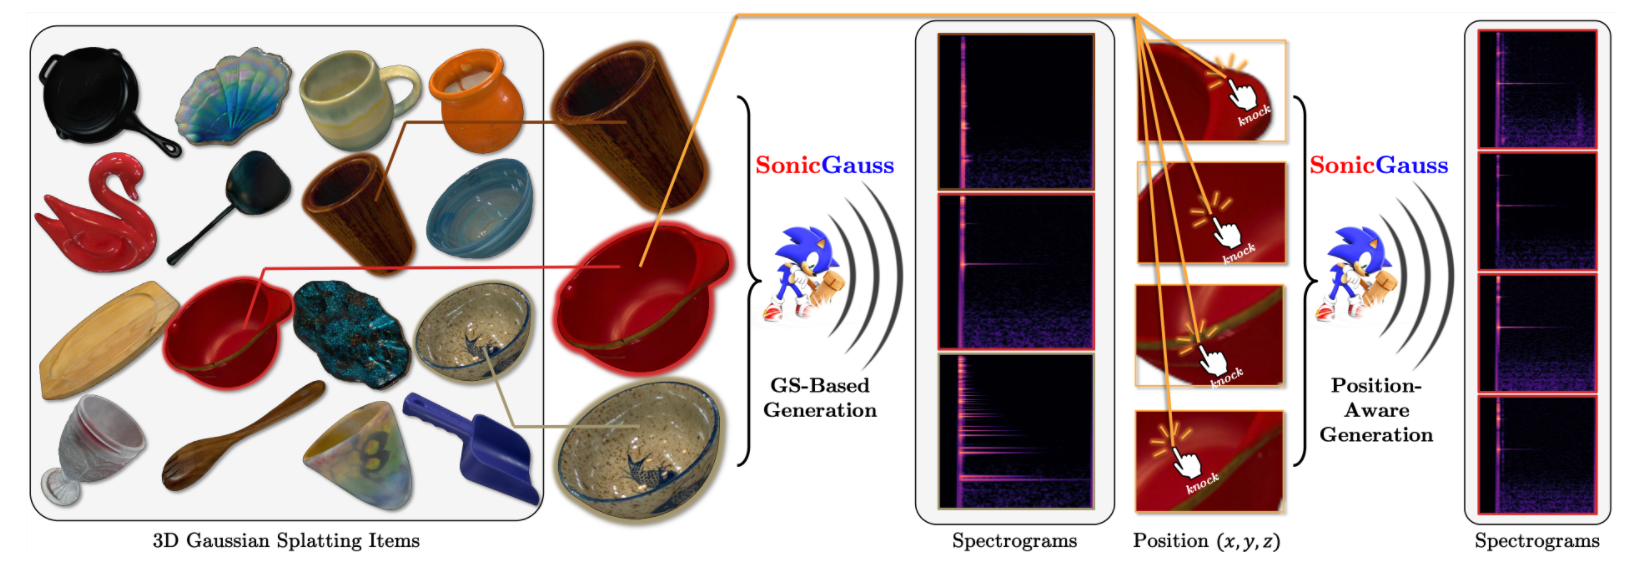 SonicGauss
GS-Based
Generation
knock
knock
knock
knock
SonicGauss
Position-
Aware
Generation
8
3D Gaussian Splatting Items
Spectrograms
Position (x, y, z)
Spectrograms